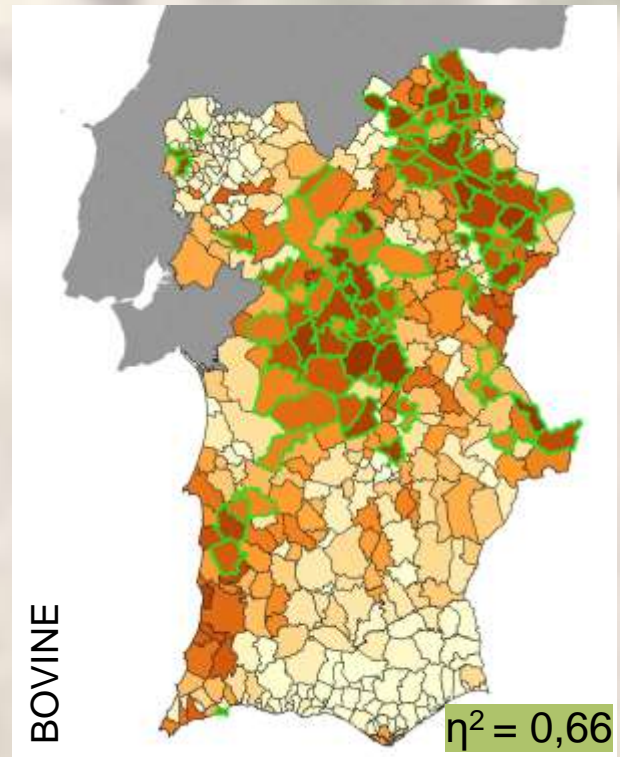 BOVINE
η² = 0,66